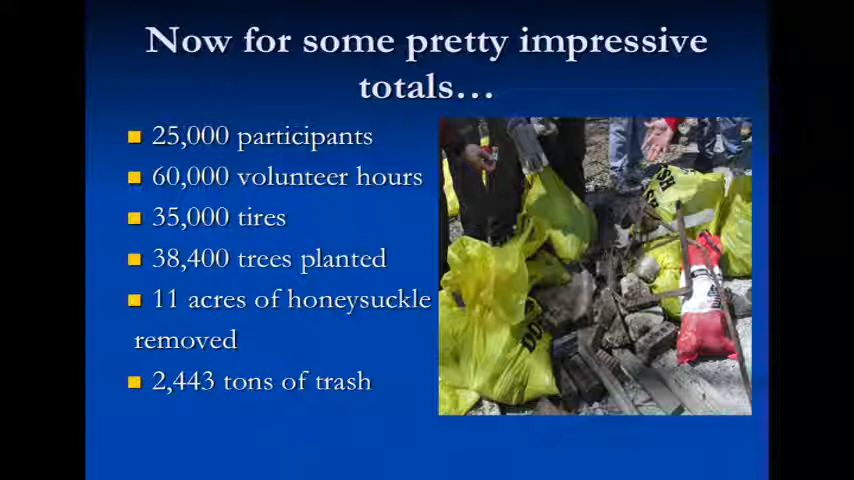 Now for some pretty impressive
totals…
25,000 participants
60,000 volunteer hours
35,000 tires
38,400 trees planted
11 acres of honeysuckle
removed
2,443 tons of trash